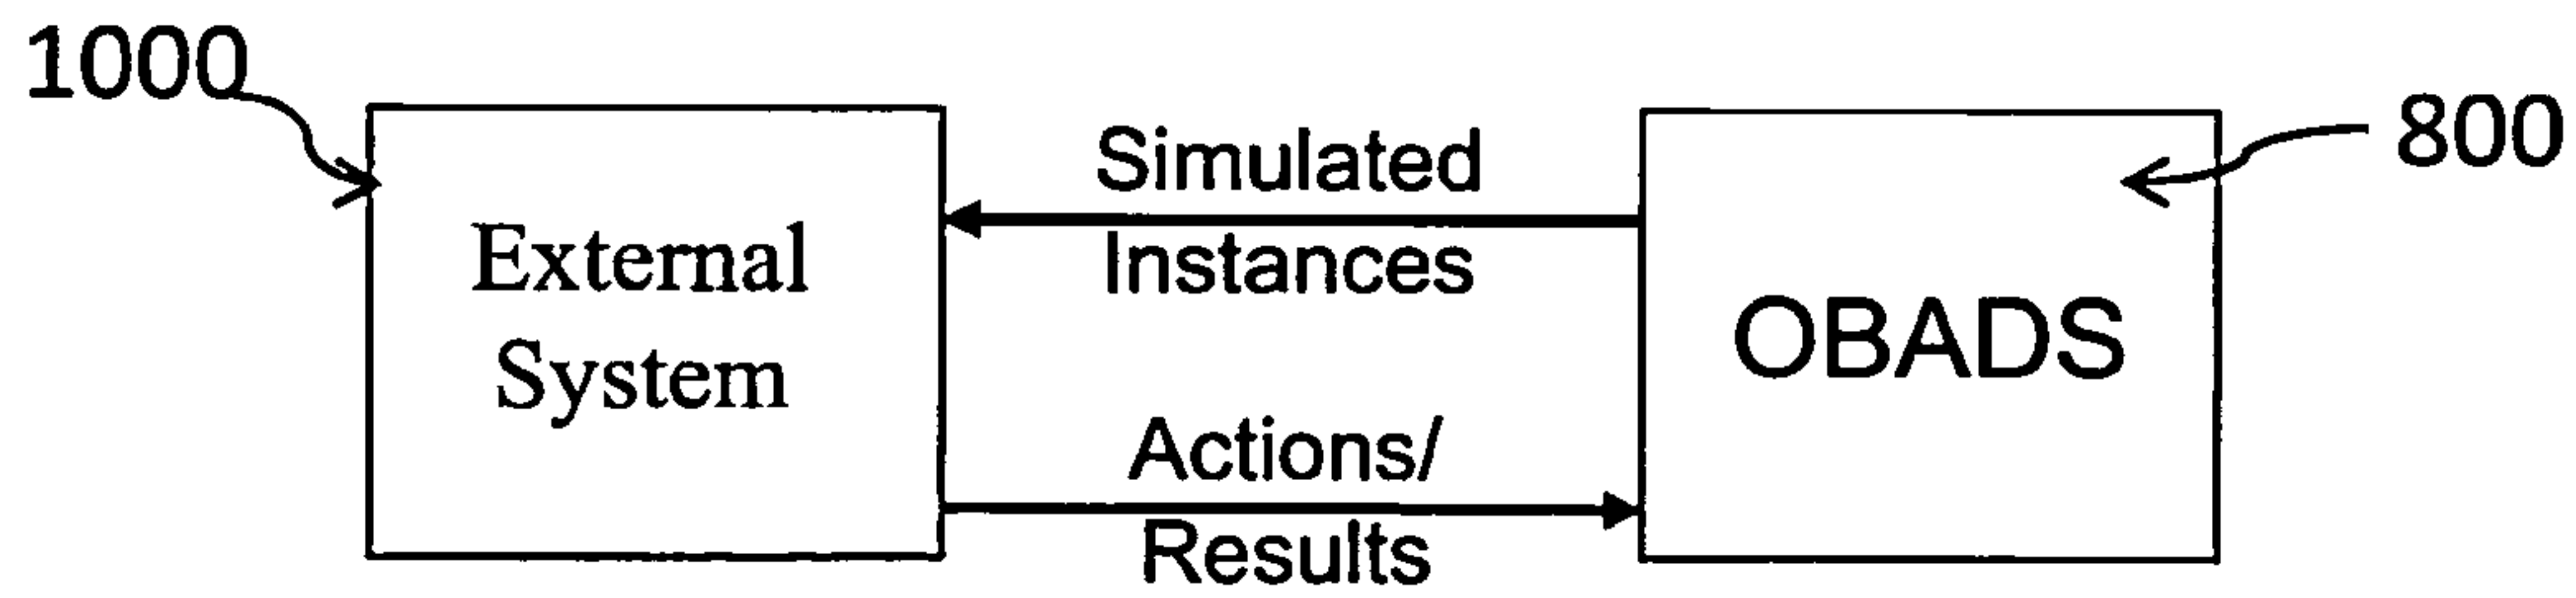 1000
External
System
Simulated
Instances
Actions/
Results
OBADS
800